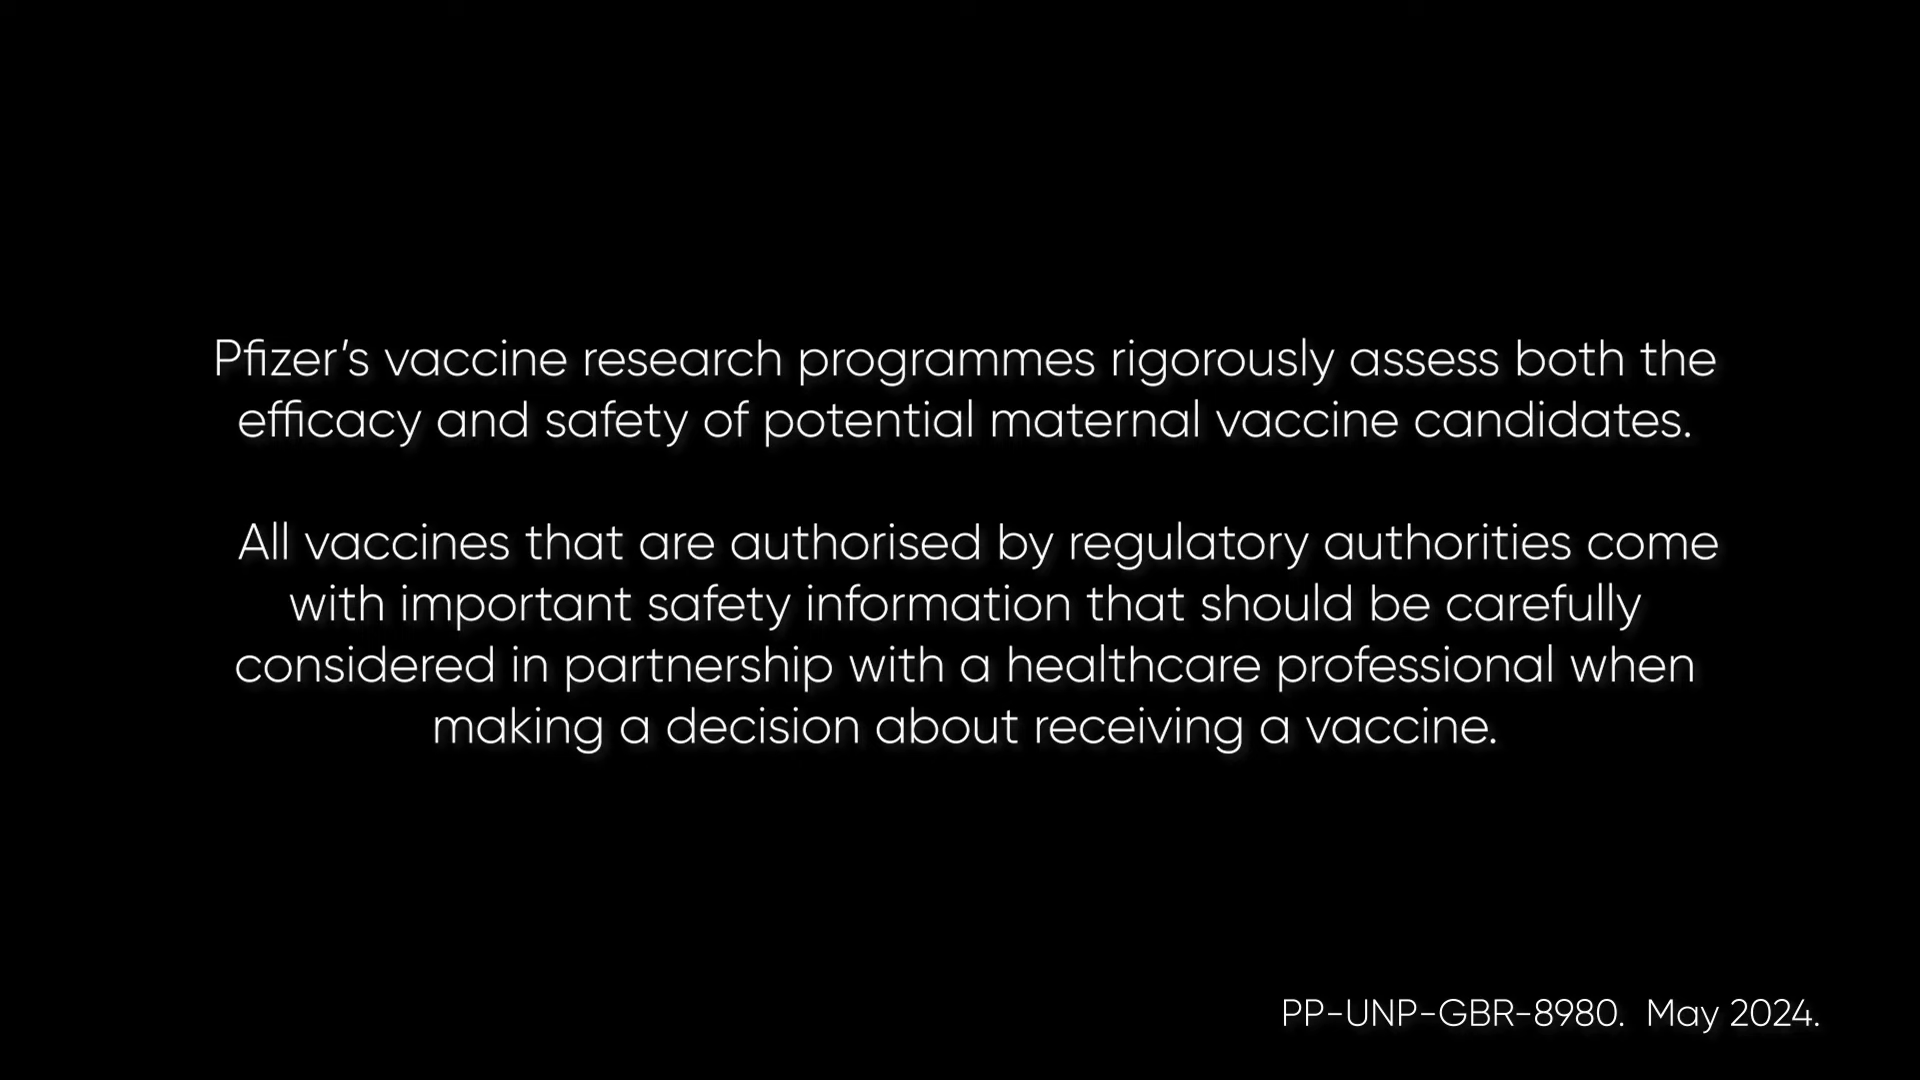 Pfizer’s vaccine research programmes rigorously assess both the
efficacy and safety of potential maternal vaccine candidates.
All vaccines that are authorised by regulatory authorities come
with important safety information that should be carefully
considered in partnership with a healthcare professional when
making a decision about receiving a vaccine.
PP-UNP-GBR-8980. May 2024.